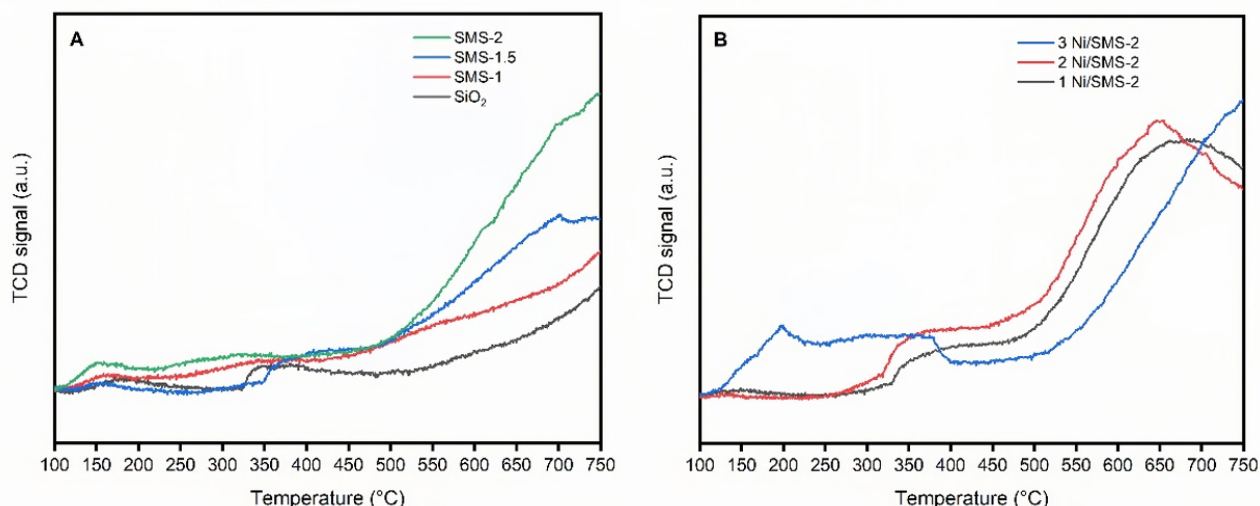 A
SMS-2
SMS-1.5
SMS-1
SiO₂
TCD signal (a.u.)
100 150 200 250 300 350 400 450 500 550 600 650 700 750
Temperature (°C)
B
3 Ni/SMS-2
2 Ni/SMS-2
1 Ni/SMS-2
TCD signal (a.u.)
100 150 200 250 300 350 400 450 500 550 600 650 700 750
Temperature (°C)